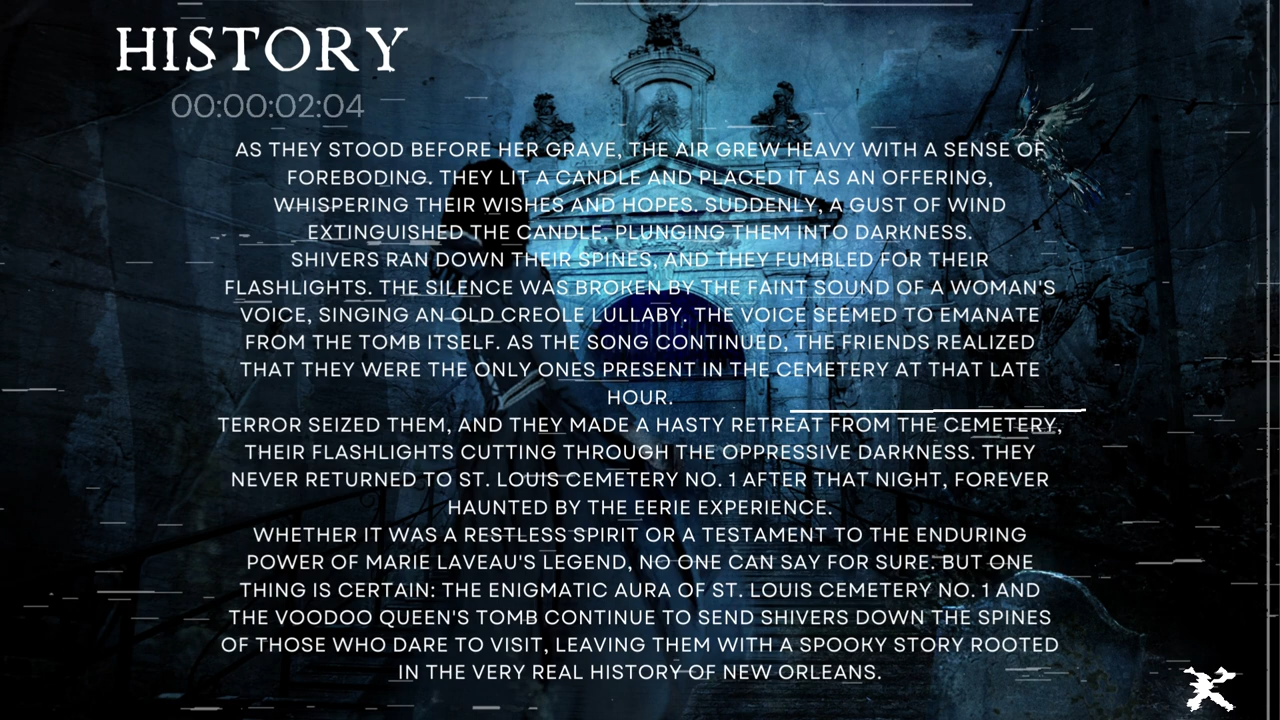 HISTORY
00:00:02:04
AS THEY STOOD BEFORE HER GRAVE, THE AIR GREW HEAVY WITH A SENSE OF
FOREBODING. THEY LIT A CANDLE AND PLACED IT AS AN OFFERING,
WHISPERING THEIR WISHES AND HOPES. SUDDENLY, A GUST OF WIND
EXTINGUISHED THE CANDLE, PLUNGING THEM INTO DARKNESS.
SHIVERS RAN DOWN THEIR SPINES, AND THEY FUMBLED FOR THEIR
FLASHLIGHTS. THE SILENCE WAS BROKEN BY THE FAINT SOUND OF A WOMAN'S
VOICE, SINGING AN OLD CREOLE LULLABY. THE VOICE SEEMED TO EMANATE
FROM THE TOMB ITSELF. AS THE SONG CONTINUED, THE FRIENDS REALIZED
THAT THEY WERE THE ONLY ONES PRESENT IN THE CEMETERY AT THAT LATE
HOUR.
TERROR SEIZED THEM, AND THEY MADE A HASTY RETREAT FROM THE CEMETERY,
THEIR FLASHLIGHTS CUTTING THROUGH THE OPPRESSIVE DARKNESS. THEY
NEVER RETURNED TO ST. LOUIS CEMETERY NO. 1 AFTER THAT NIGHT, FOREVER
HAUNTED BY THE EERIE EXPERIENCE.
WHETHER IT WAS A RESTLESS SPIRIT OR A TESTAMENT TO THE ENDURING
POWER OF MARIE LAVEAU'S LEGEND, NO ONE CAN SAY FOR SURE. BUT ONE
THING IS CERTAIN: THE ENIGMATIC AURA OF ST. LOUIS CEMETERY NO. 1 AND
THE VOODOO QUEEN'S TOMB CONTINUE TO SEND SHIVERS DOWN THE SPINES
OF THOSE WHO DARE TO VISIT, LEAVING THEM WITH A SPOOKY STORY ROOTED
IN THE VERY REAL HISTORY OF NEW ORLEANS.